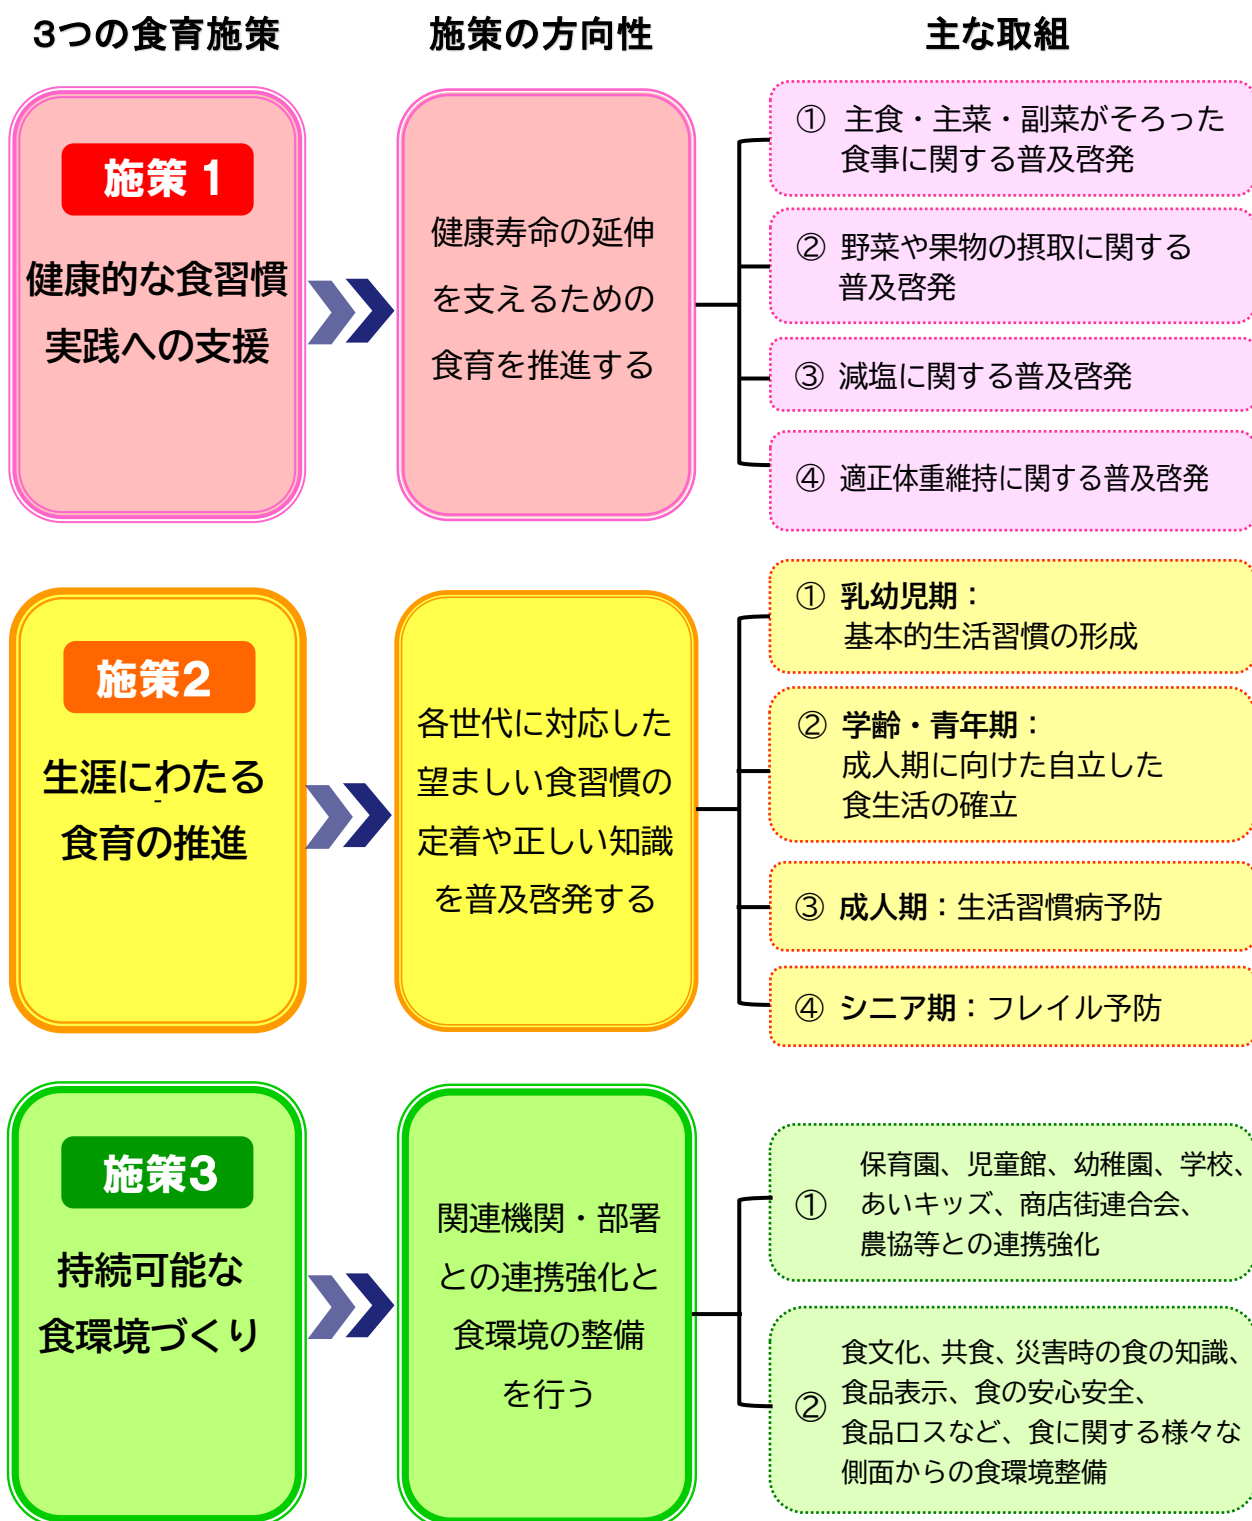 3つの食育施策
施策の方向性
主な取組
施策1
健康的な食習慣
実践への支援
健康寿命の延伸
を支えるための
食育を推進する
① 主食・主菜・副菜がそろった
食事に関する普及啓発
② 野菜や果物の摂取に関する
普及啓発
③ 減塩に関する普及啓発
④ 適正体重維持に関する普及啓発
施策2
生涯にわたる
-
食育の推進
各世代に対応した
望ましい食習慣の
定着や正しい知識
を普及啓発する
① 乳幼児期：
基本的生活習慣の形成
② 学齢・青年期：
成人期に向けた自立した
食生活の確立
③ 成人期：生活習慣病予防
④ シニア期：フレイル予防
施策3
持続可能な
食環境づくり
関連機関・部署
との連携強化と
食環境の整備
を行う
①
保育園、児童館、幼稚園、学校、
あいキッズ、商店街連合会、
農協等との連携強化
②
食文化、共食、災害時の食の知識、
食品表示、食の安心安全、
食品ロスなど、食に関する様々な
側面からの食環境整備